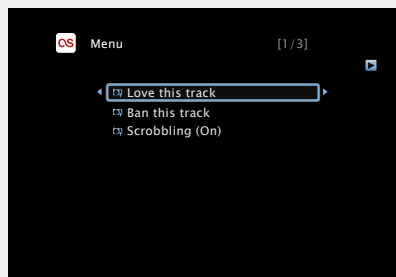 Menu [1/3]
Love this track
Ban this track
Scrobbling (On)